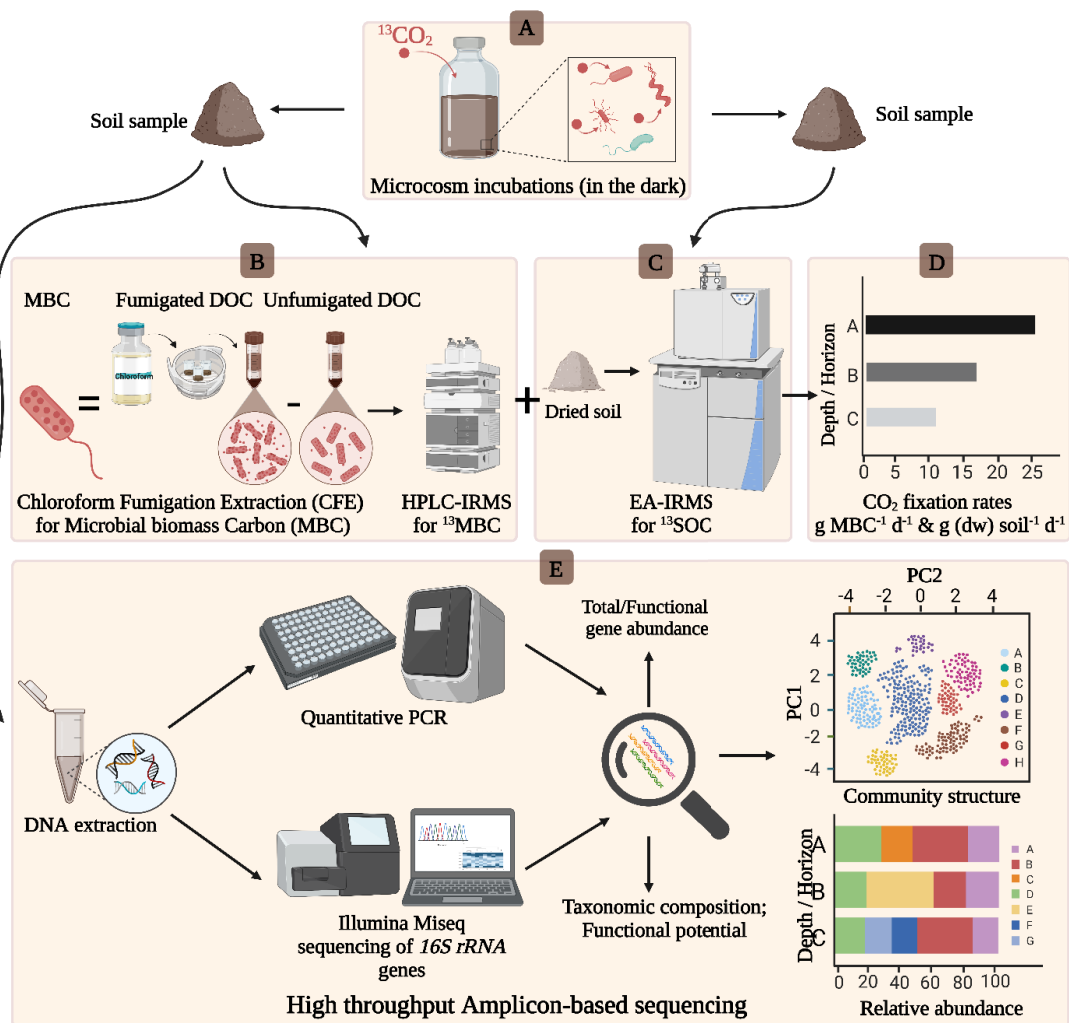 A
¹³CO₂
Soil sample
Soil sample
Microcosm incubations (in the dark)
B
MBC
Fumigated DOC
Unfumigated DOC
Chloroform
=
-
Chloroform Fumigation Extraction (CFE)
for Microbial biomass Carbon (MBC)
HPLC-IRMS
for ¹³MBC
+
C
Dried soil
EA-IRMS
for ¹³SOC
D
Depth / Horizon
A
B
C
0 5 10 15 20 25
CO₂ fixation rates
g MBC⁻¹ d⁻¹ & g (dw) soil⁻¹ d⁻¹
E
DNA extraction
Quantitative PCR
Illumina Miseq
sequencing of 16S rRNA
genes
Total/Functional
gene abundance
Taxonomic composition;
Functional potential
High throughput Amplicon-based sequencing
PC2
-4 -2 0 2 4
PC1
4
2
0
-2
-4
A
B
C
D
E
F
G
H
Community structure
Depth / Horizon
A
B
C
A
B
C
D
E
F
G
0 20 40 60 80 100
Relative abundance